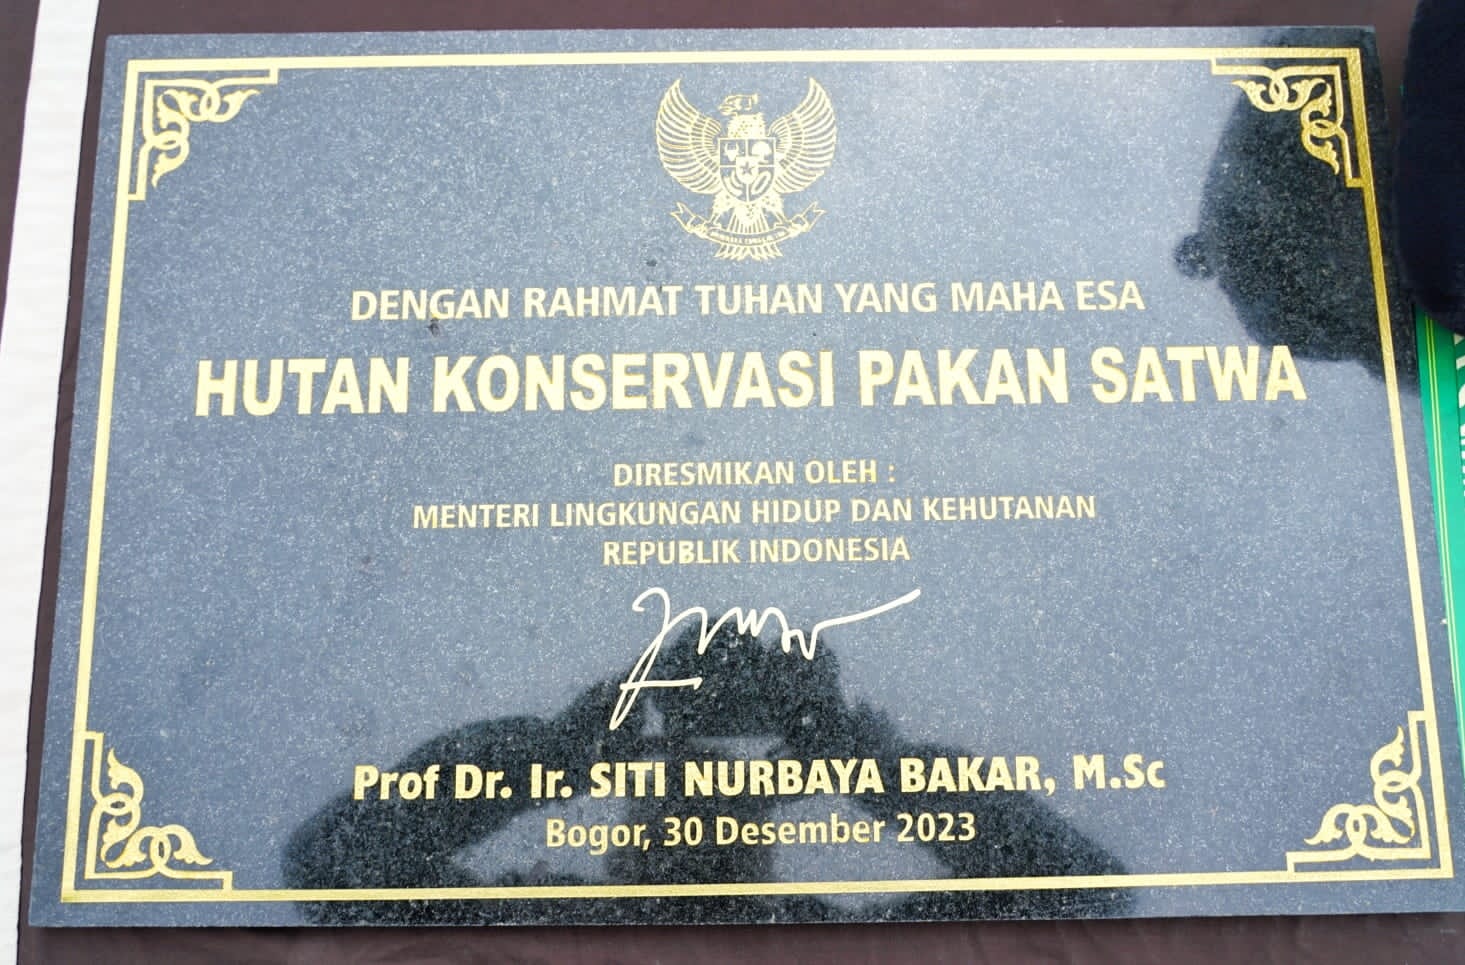 DENGAN RAHMAT TUHAN YANG MAHA ESA
HUTAN KONSERVASI PAKAN SATWA
DIRESMIKAN OLEH :
MENTERI LINGKUNGAN HIDUP DAN KEHUTANAN
REPUBLIK INDONESIA
Prof Dr. Ir. SITI NURBAYA BAKAR, M.Sc
Bogor, 30 Desember 2023